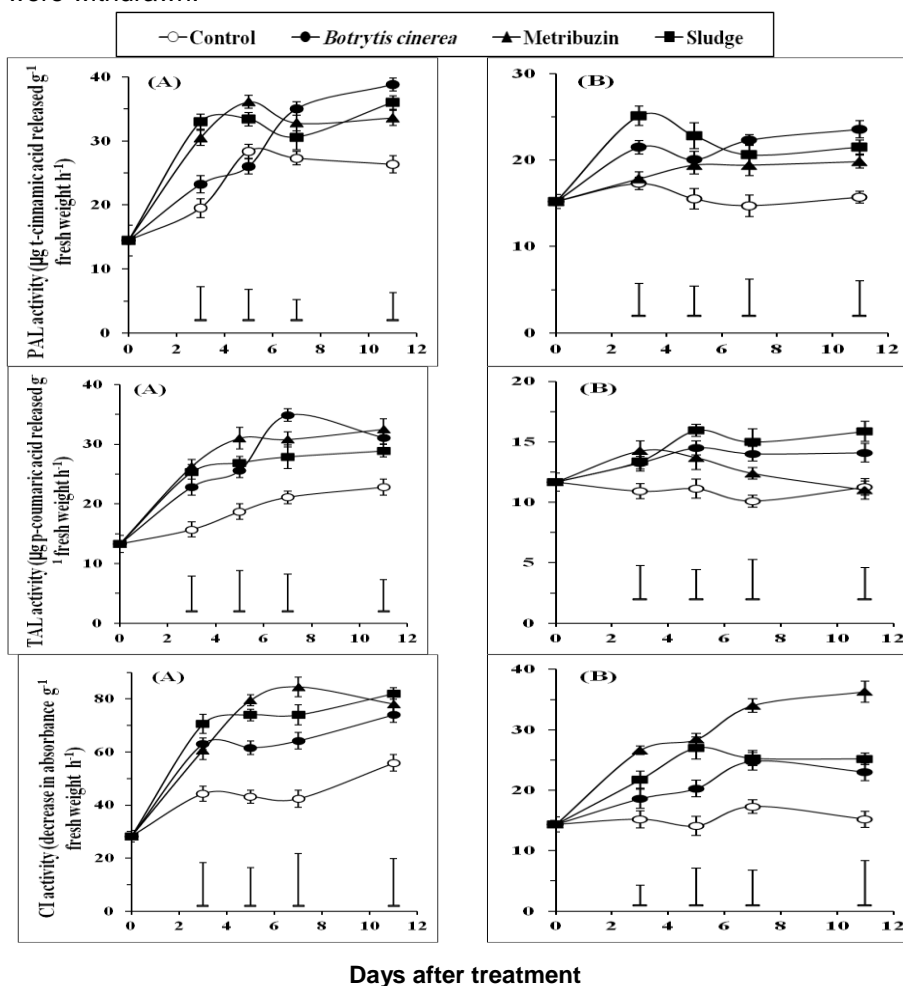 were withdrawn.
Control Botrytis cinerea Metribuzin Sludge
PAL activity (µg t-cinnamic acid released g⁻¹
fresh weight h⁻¹)
(A)
40
30
20
10
0
0 2 4 6 8 10 12
(B)
30
20
10
0
0 2 4 6 8 10 12
TAL activity (µg p-coumaric acid released g⁻
¹ fresh weight h⁻¹)
(A)
40
30
20
10
0
0 2 4 6 8 10 12
(B)
20
15
10
5
0
0 2 4 6 8 10 12
CI activity (decrease in absorbance g⁻¹
fresh weight h⁻¹)
(A)
80
60
40
20
0
0 2 4 6 8 10 12
(B)
40
30
20
10
0
0 2 4 6 8 10 12
Days after treatment